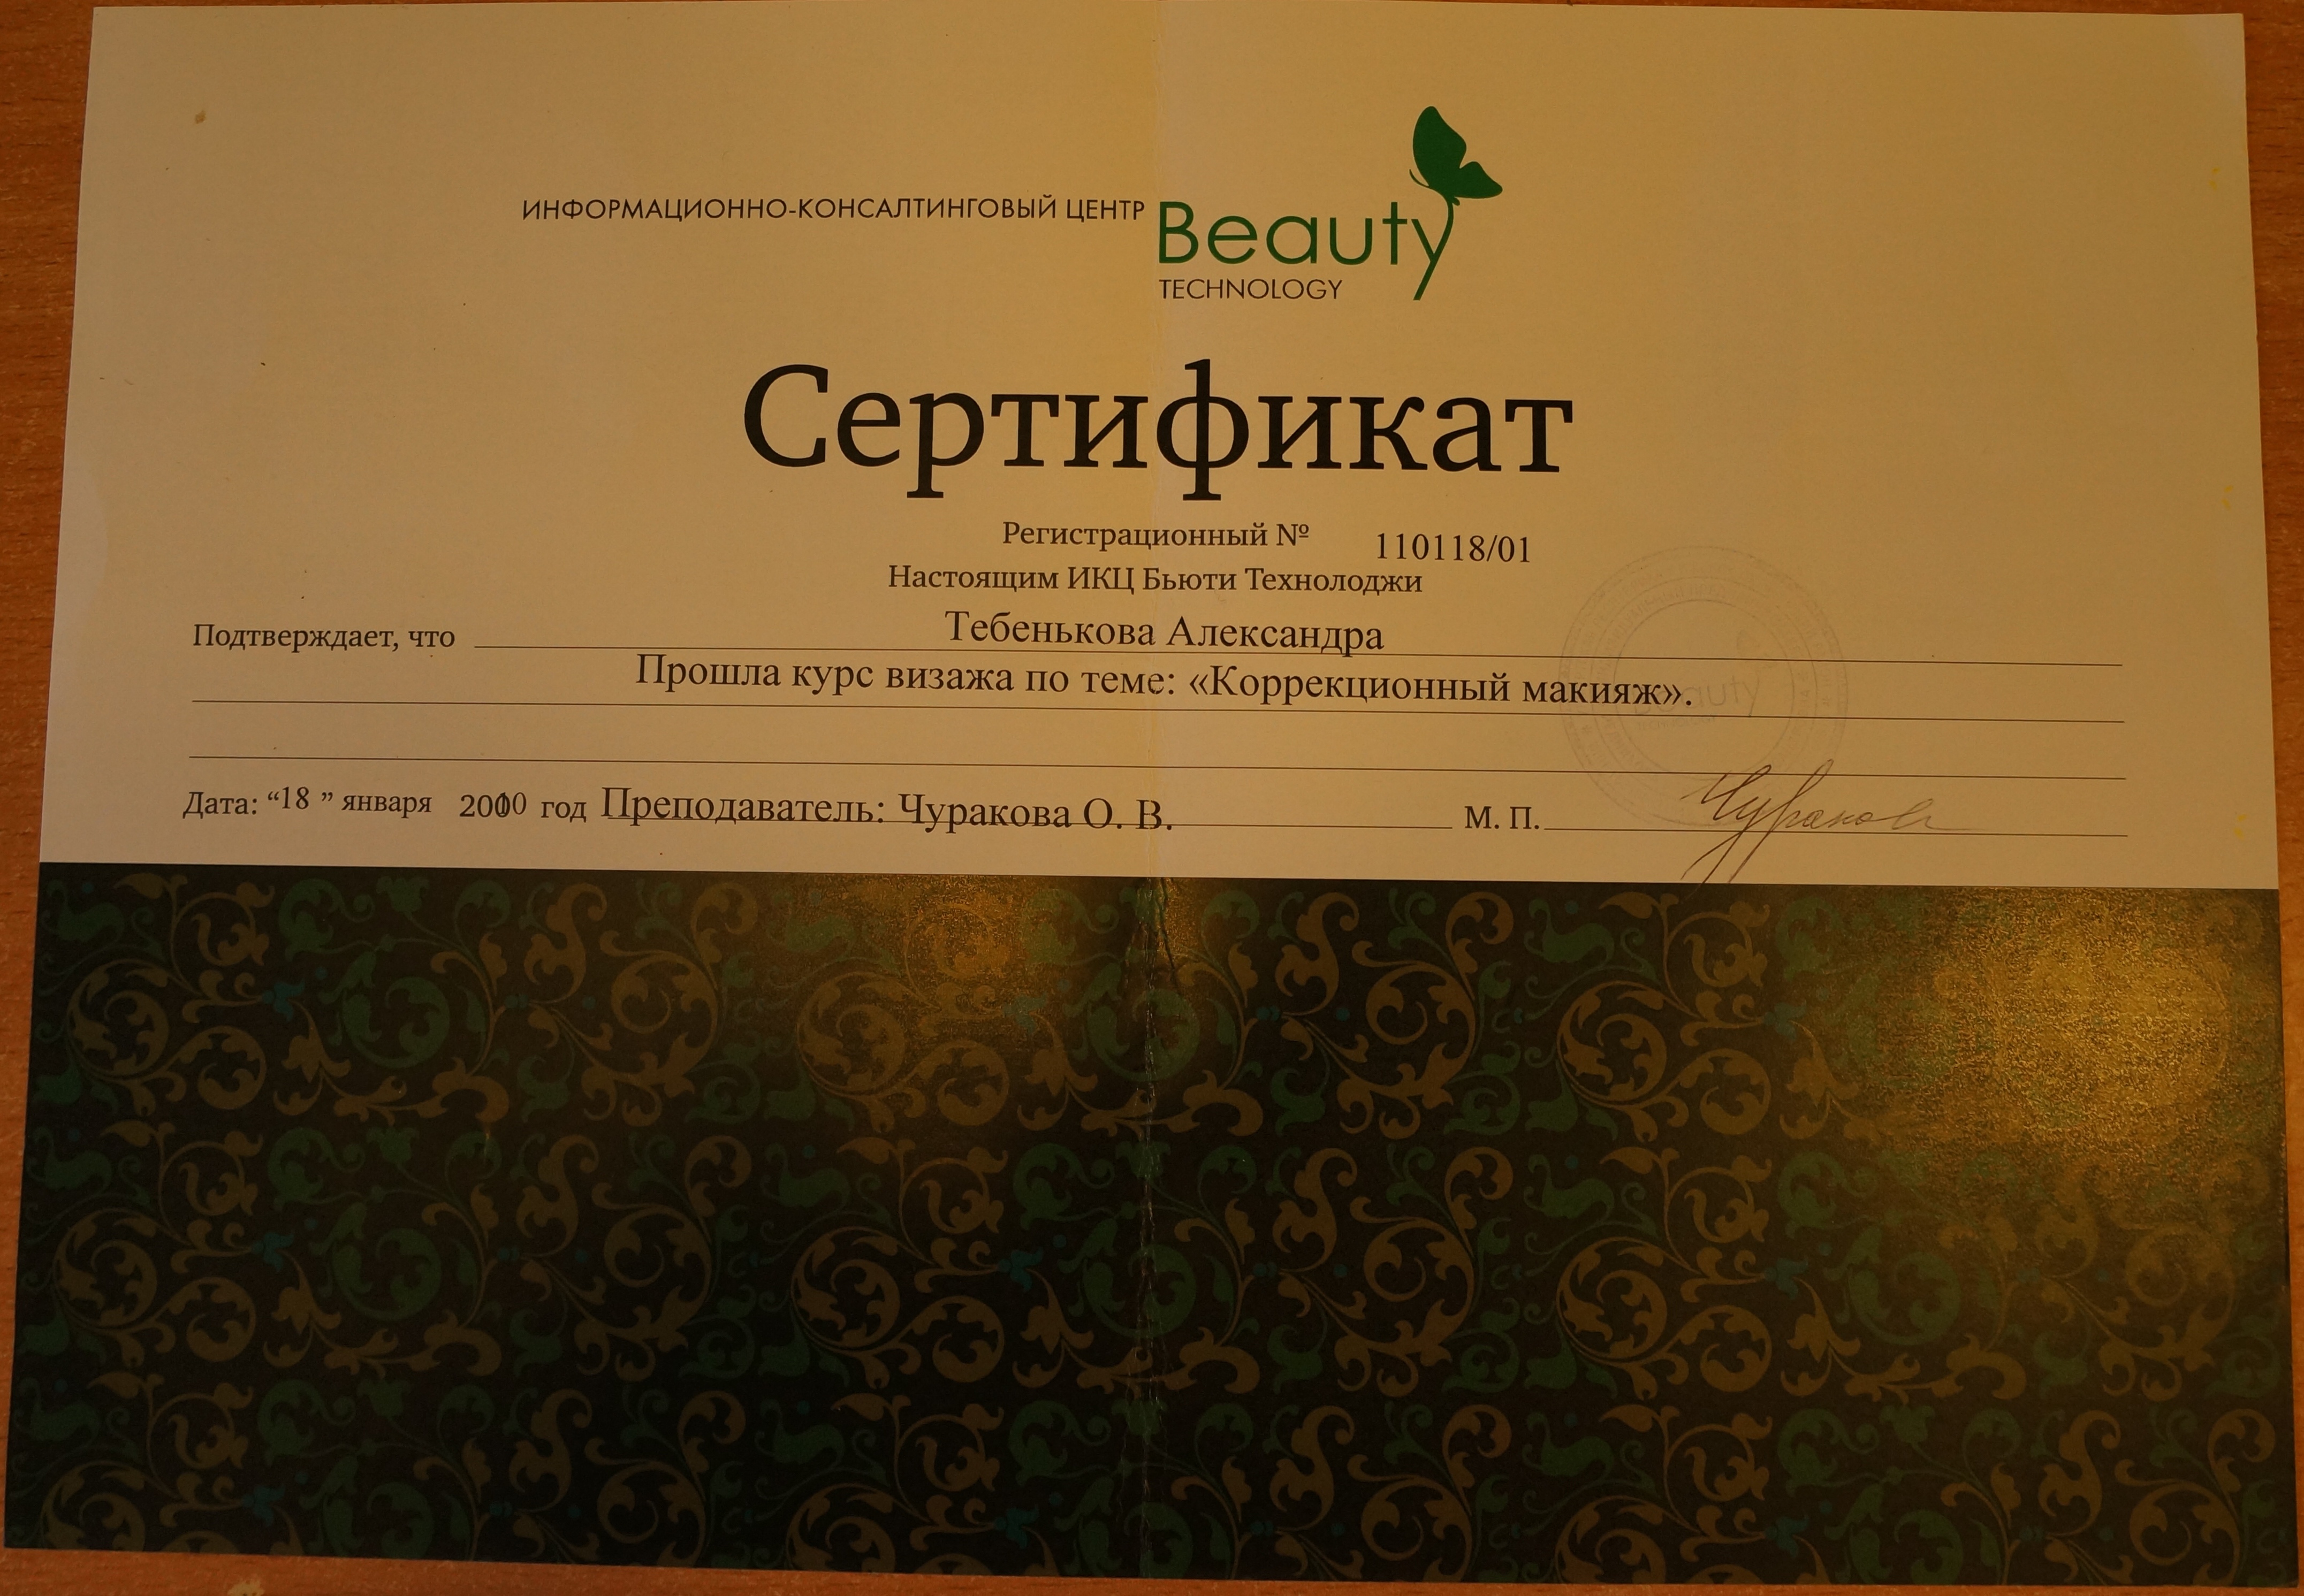 ИНФОРМАЦИОННО-КОНСАЛТИНГОВЫЙ ЦЕНТР Beauty
TECHNOLOGY
Сертификат
Регистрационный № 110118/01
Настоящим ИКЦ Бьюти Технолоджи
Подтверждает, что Тебенькова Александра
Прошла курс визажа по теме: «Коррекционный макияж».
Дата: “18” января год Преподаватель: Чуракова О. В. М. П.
beauty